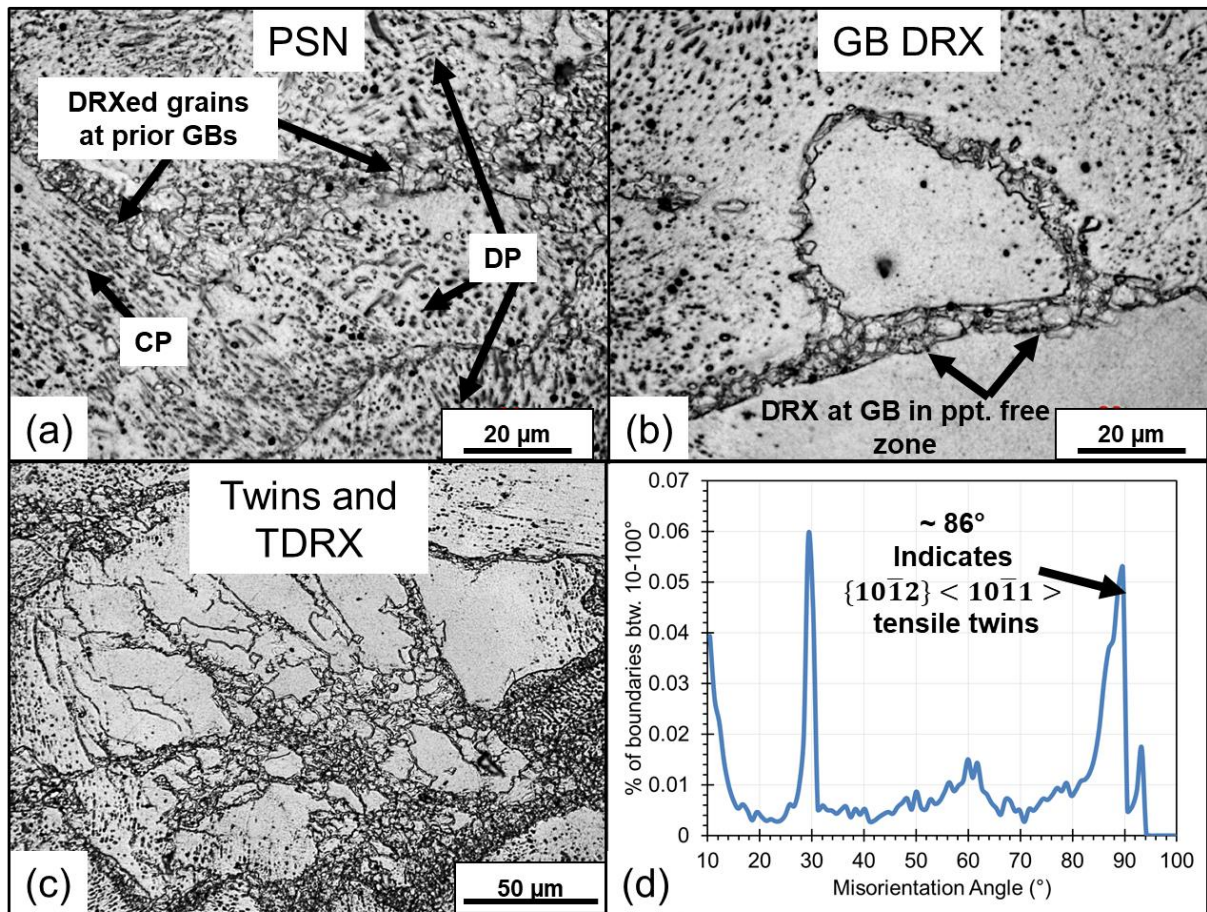 PSN
DRXed grains
at prior GBs
DP
CP
(a)
20 μm
GB DRX
DRX at GB in ppt. free
zone
(b)
20 μm
Twins and
TDRX
(c)
50 μm
% of boundaries btw. 10-100°
0.07
0.06
0.05
0.04
0.03
0.02
0.01
0
~ 86°
Indicates
{101̅2} < 101̅1 >
tensile twins
10 20 30 40 50 60 70 80 90 100
Misorientation Angle (°)
(d)